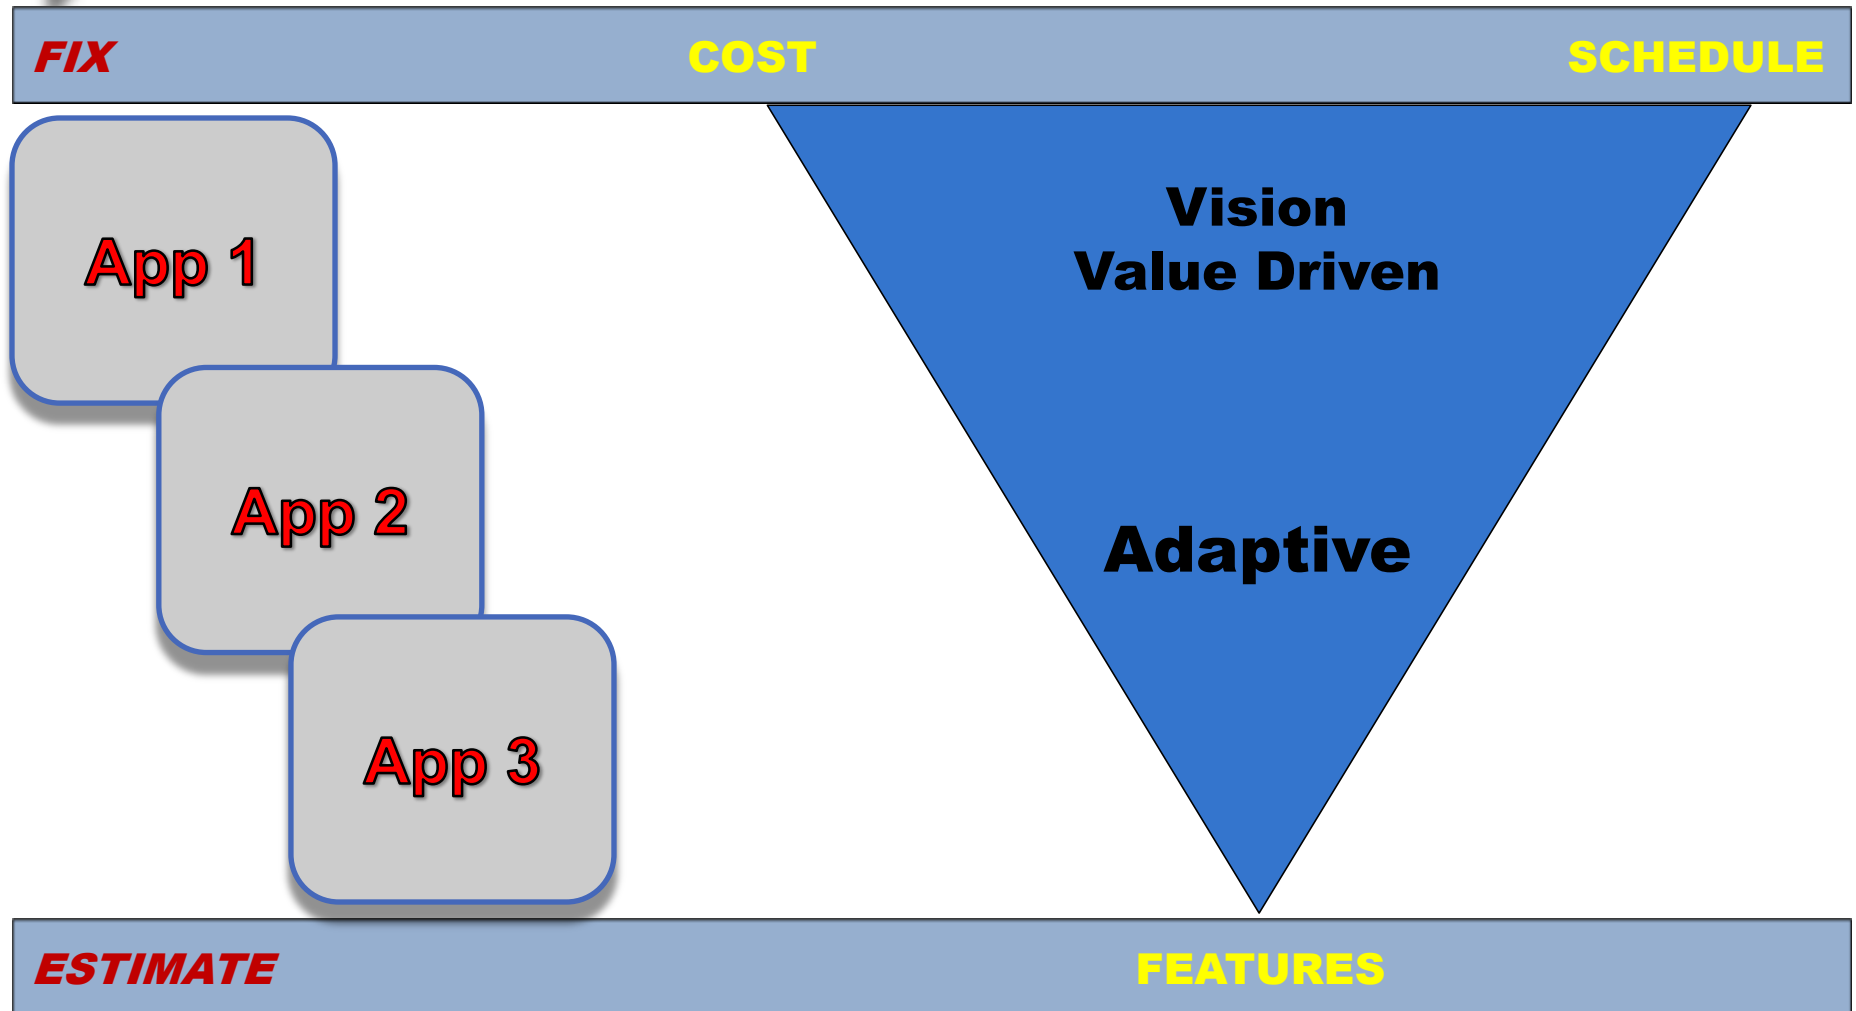 FIX COST SCHEDULE
App 1
App 2
App 3
Vision
Value Driven
Adaptive
ESTIMATE FEATURES